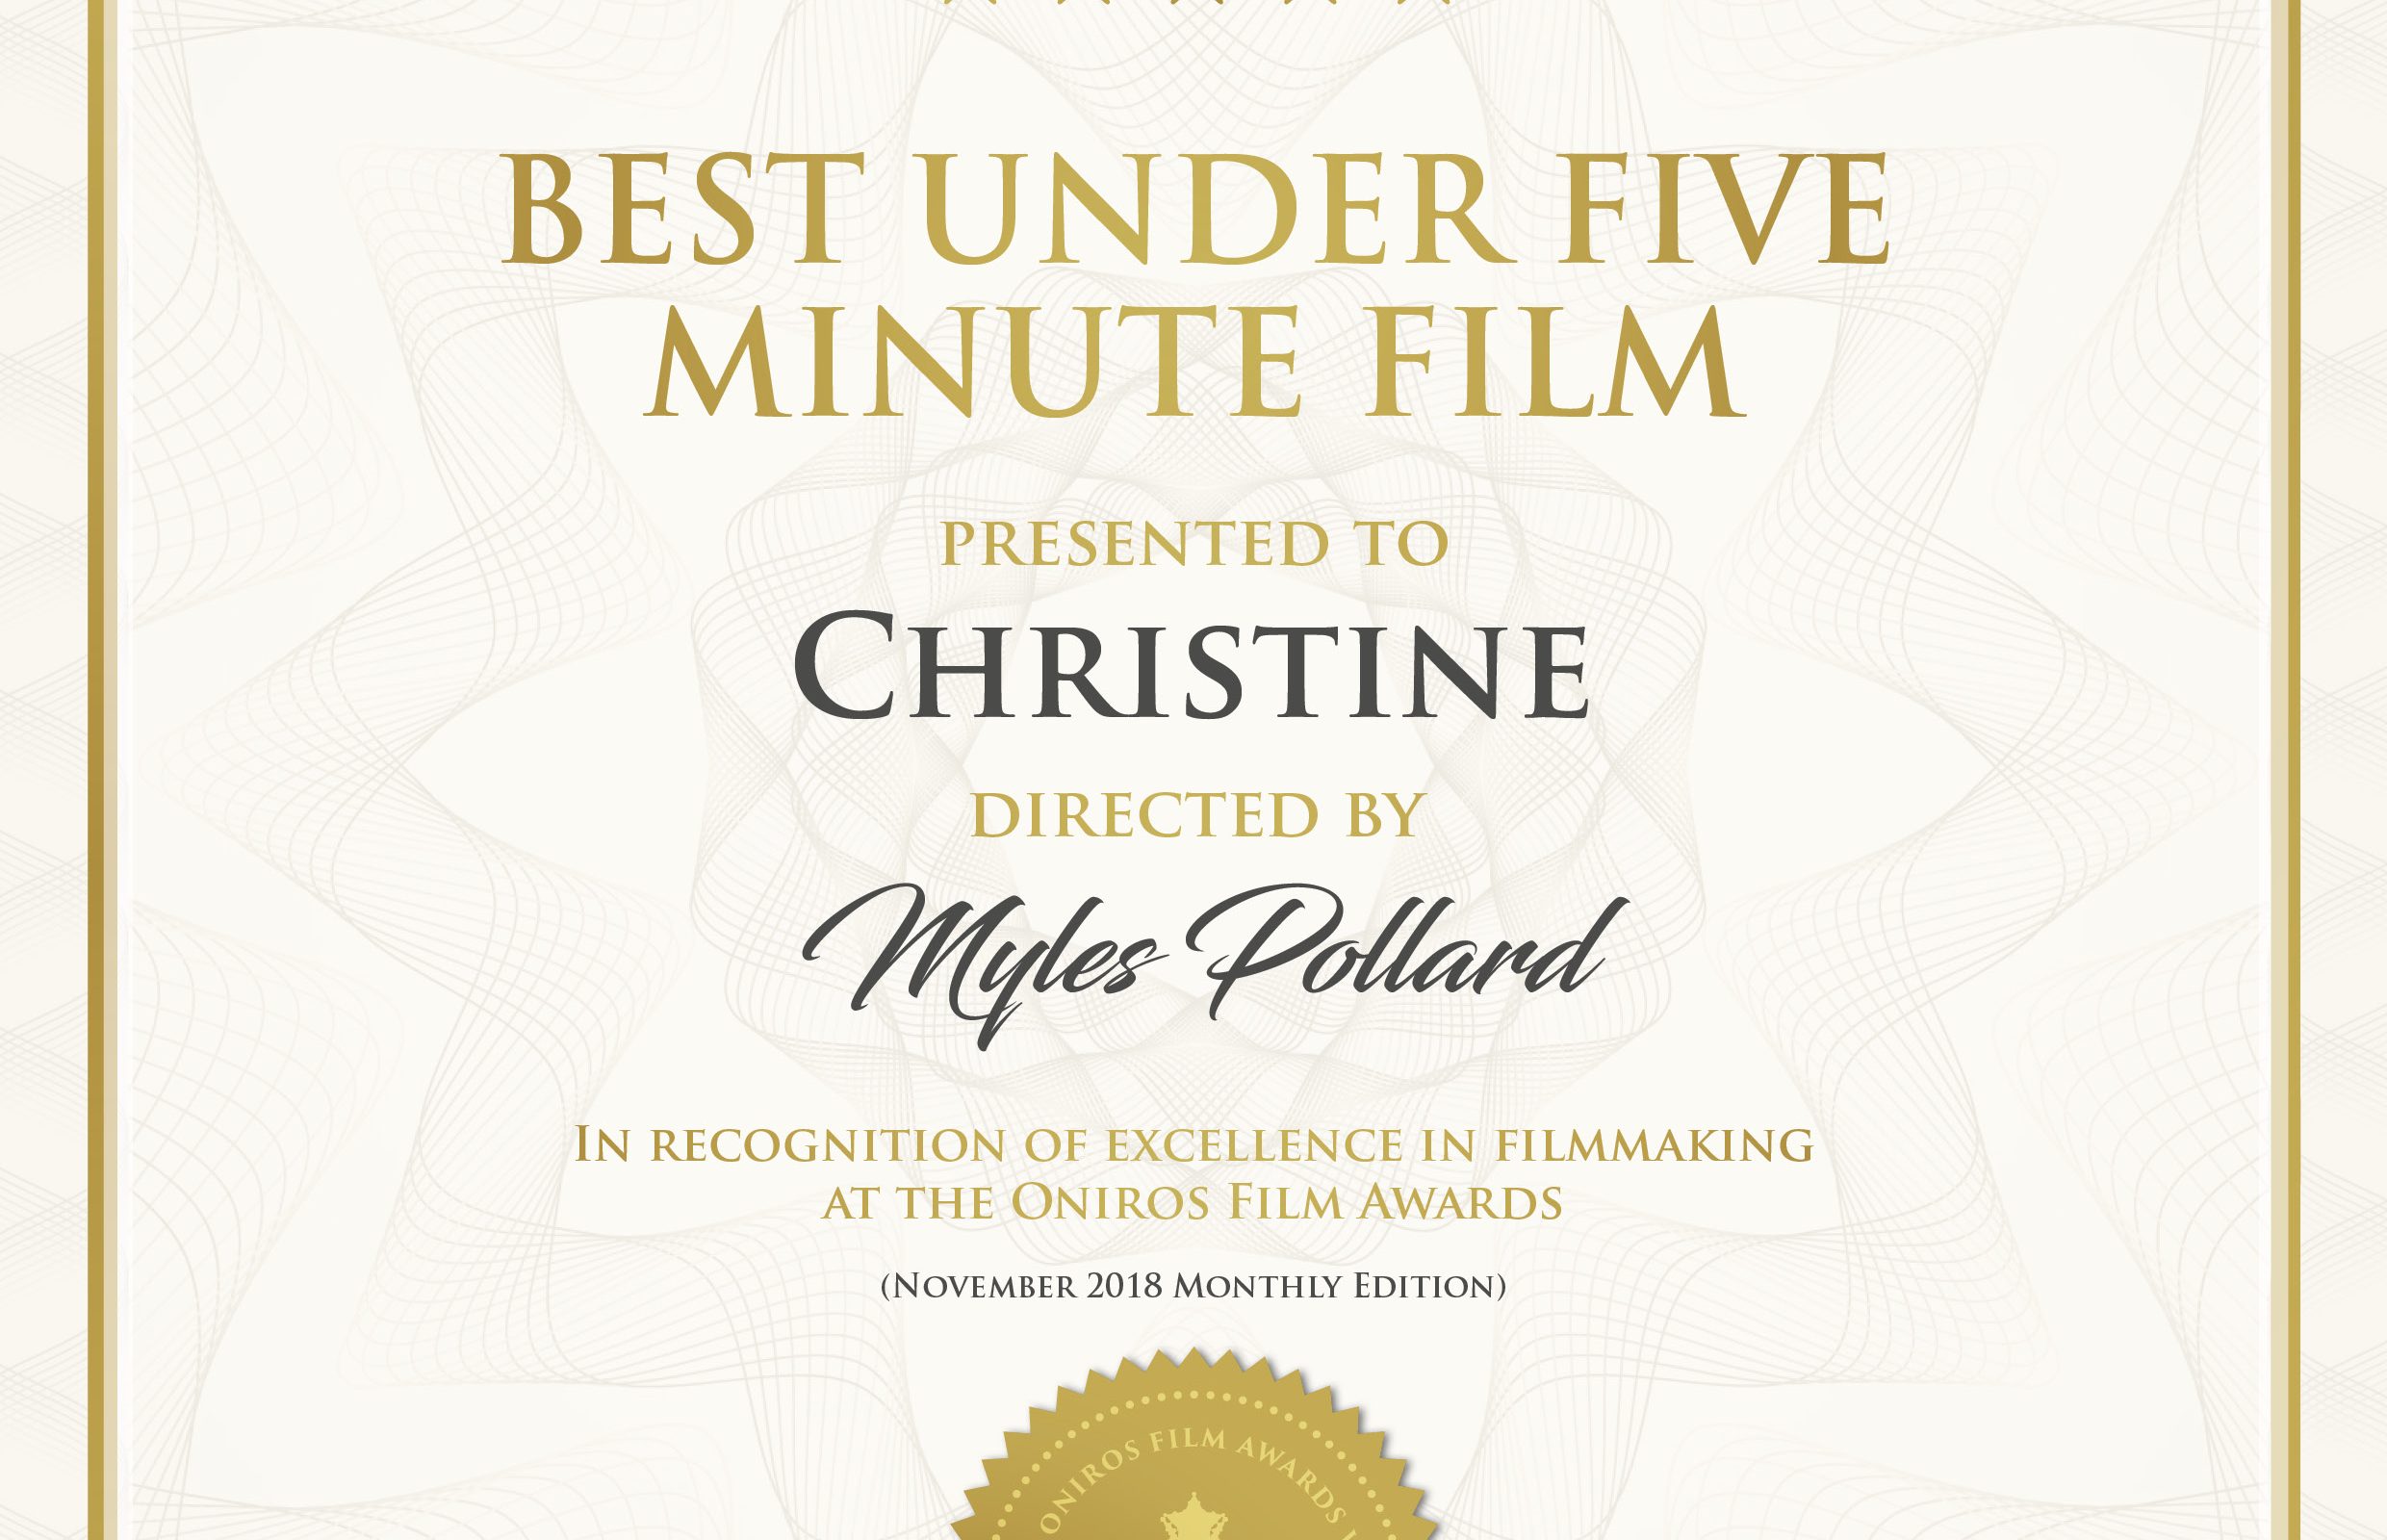 BEST UNDER FIVE
MINUTE FILM
PRESENTED TO
CHRISTINE
DIRECTED BY
Myles Pollard
IN RECOGNITION OF EXCELLENCE IN FILMMAKING
AT THE ONIROS FILM AWARDS
(NOVEMBER 2018 MONTHLY EDITION)
ONIROS FILM AWARDS